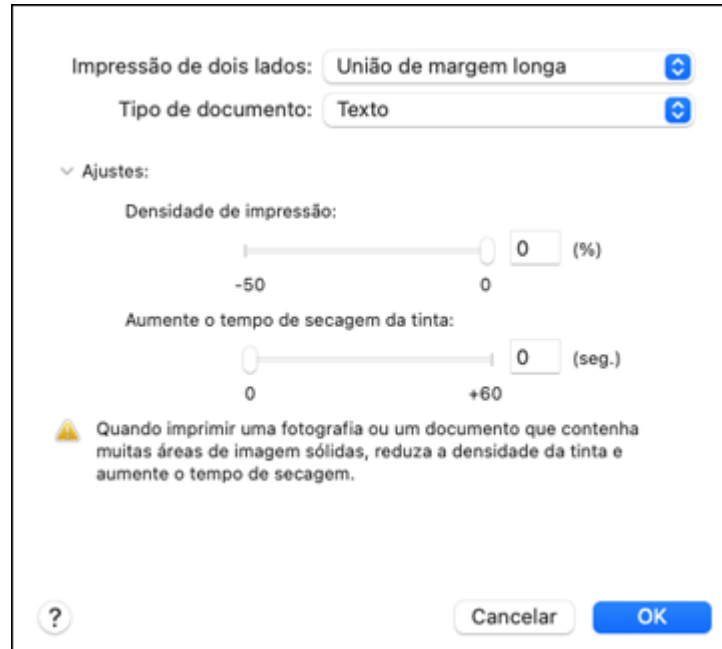 Impressão de dois lados: União de margem longa
Tipo de documento: Texto
Ajustes:
Densidade de impressão:
0 (%)
-50 0
Aumente o tempo de secagem da tinta:
0 (seg.)
0 +60
Quando imprimir uma fotografia ou um documento que contenha
muitas áreas de imagem sólidas, reduza a densidade da tinta e
aumente o tempo de secagem.
? Cancelar OK